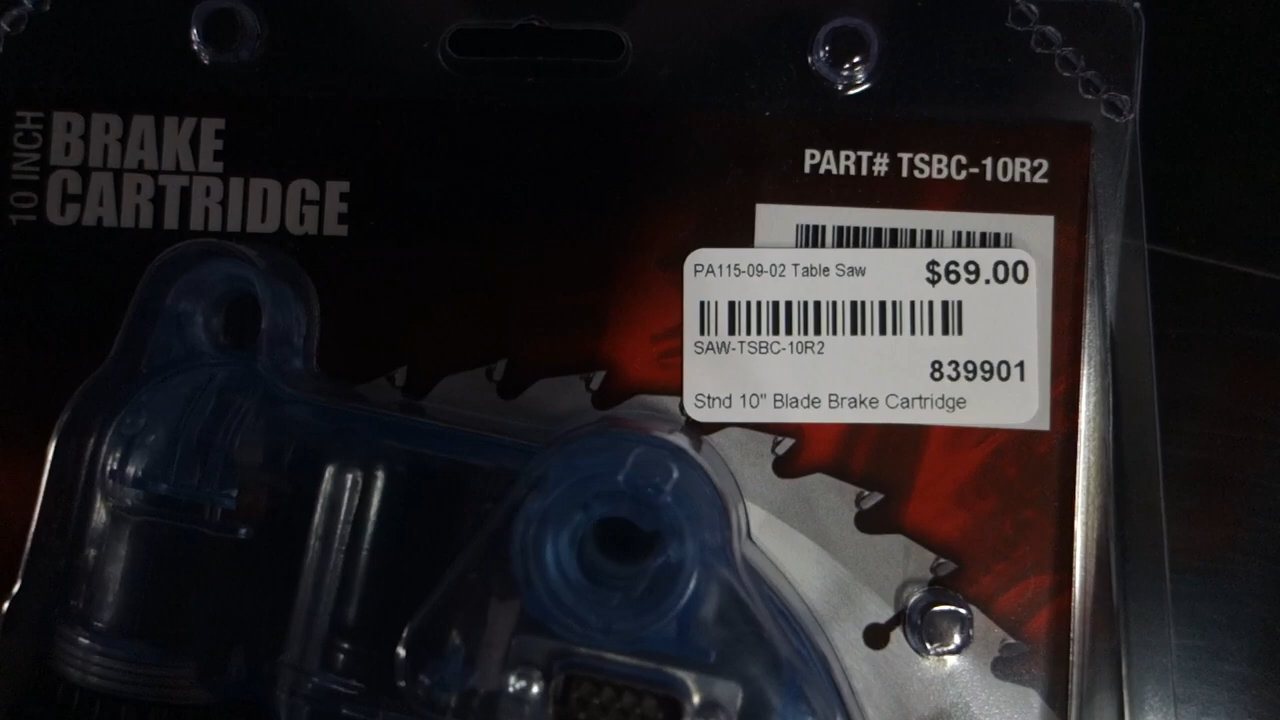 10 INCH
BRAKE
CARTRIDGE
PART# TSBC-10R2
PA115-09-02 Table Saw
$69.00
SAW-TSBC-10R2
839901
Stnd 10" Blade Brake Cartridge